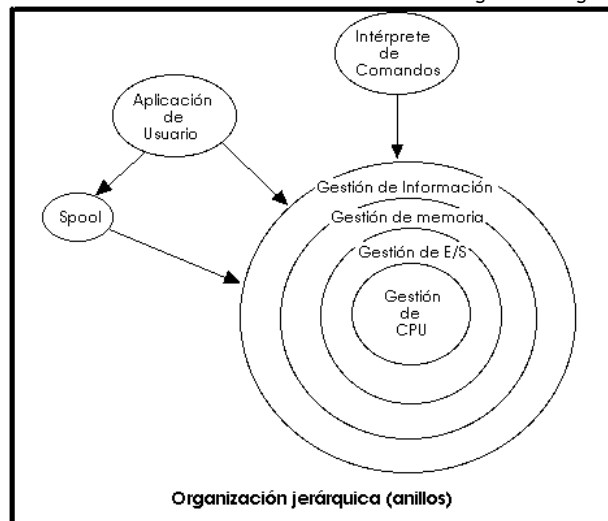 Intérprete
de
Comandos
Aplicación
de
Usuario
Spool
Gestión de Información
Gestión de memoria
Gestión de E/S
Gestión
de
CPU
Organización jerárquica (anillos)